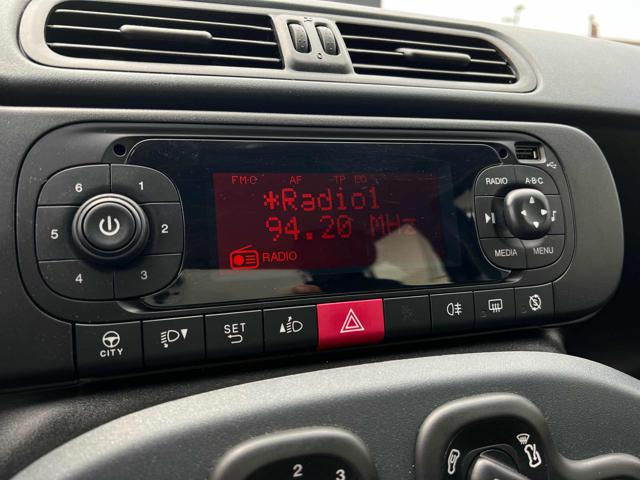 FM-C AF TP EQ
*Radio1
94.20 MHz
RADIO
6 1
5 2
4 3
RADIO A·B·C
MEDIA MENU
CITY
SET
2 3